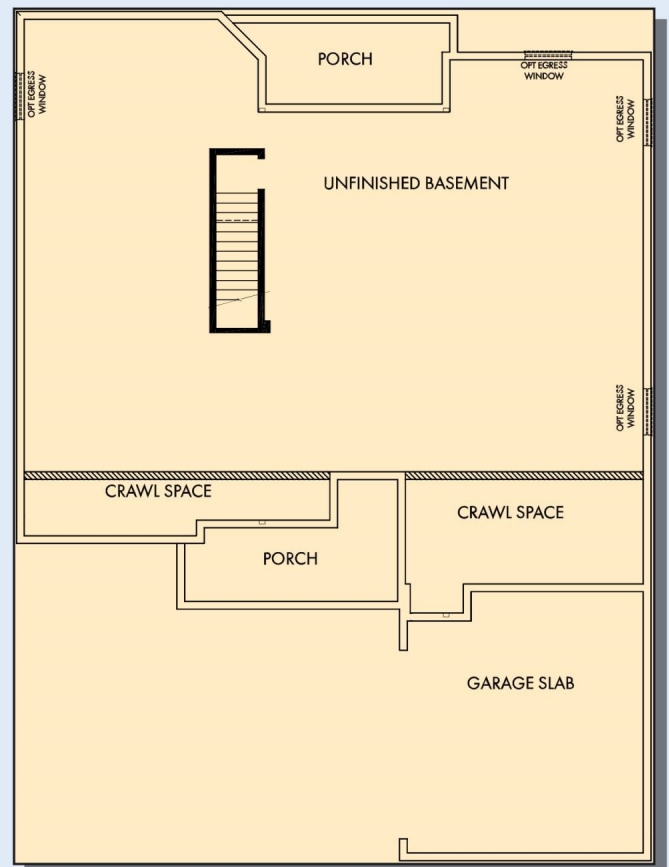 PORCH
OPT EGRESS
WINDOW
OPT EGRESS
WINDOW
OPT EGRESS
WINDOW
UNFINISHED BASEMENT
OPT EGRESS
WINDOW
CRAWL SPACE
CRAWL SPACE
PORCH
GARAGE SLAB